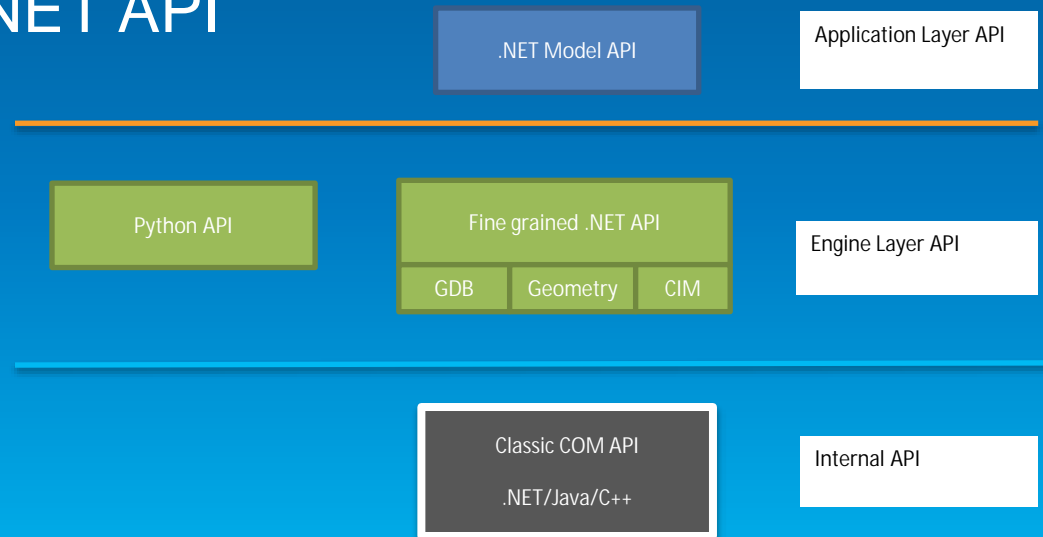 NET API
.NET Model API
Application Layer API
Python API
Fine grained .NET API
GDB
Geometry
CIM
Engine Layer API
Classic COM API
.NET/Java/C++
Internal API